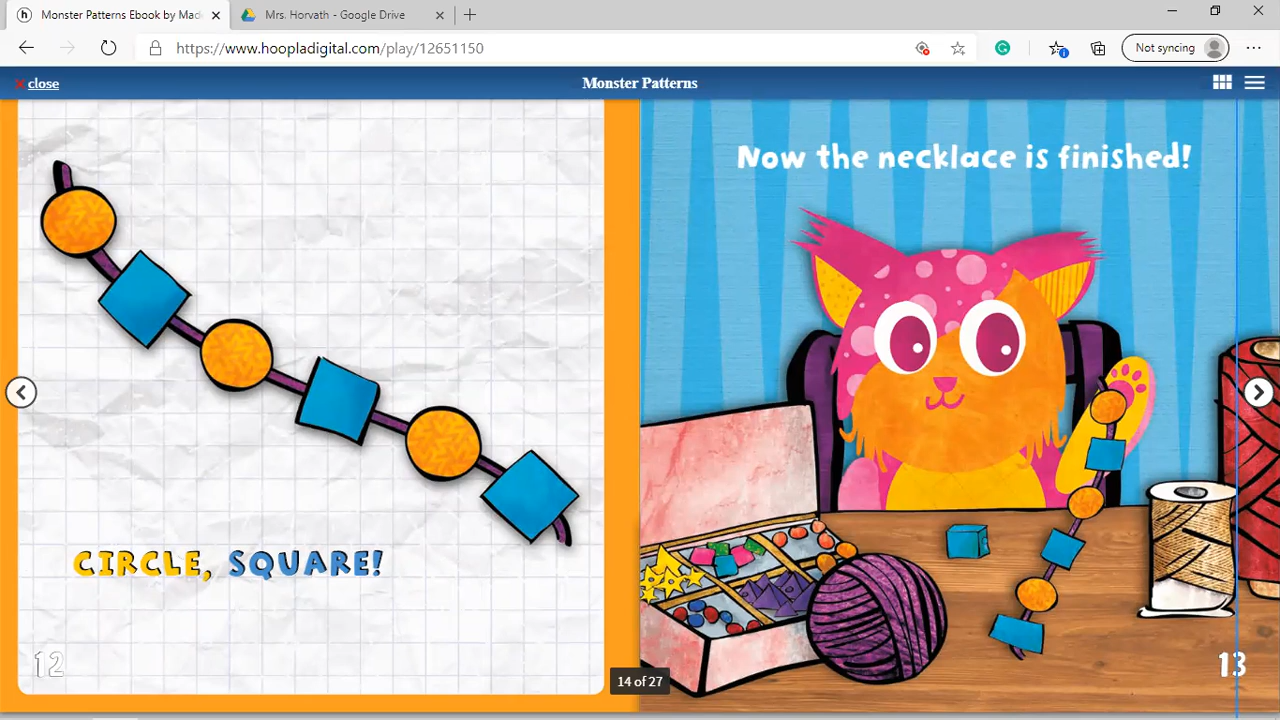 Monster Patterns Ebook by Mad
Mrs. Horvath - Google Drive
https://www.hoopladigital.com/play/12651150
Not syncing
close
Monster Patterns
CIRCLE, SQUARE!
12
Now the necklace is finished!
13
14 of 27